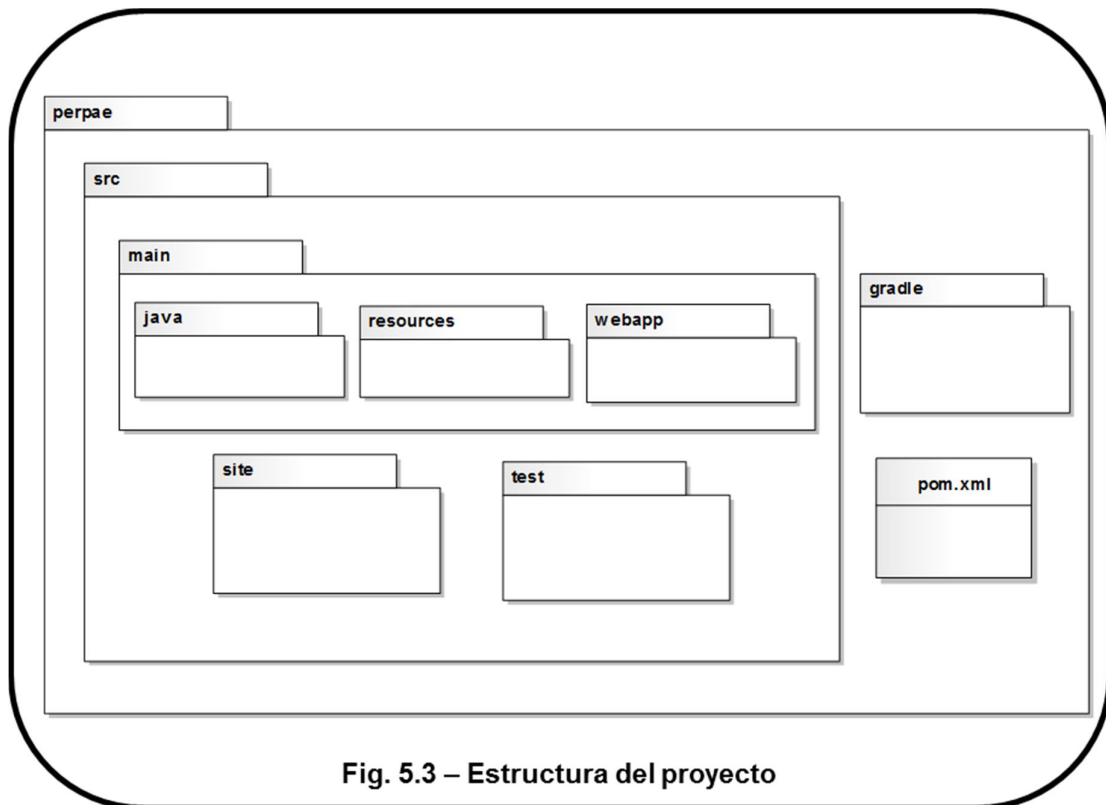 perpae
src
main
java
resources
webapp
gradle
site
test
pom.xml
Fig. 5.3 – Estructura del proyecto